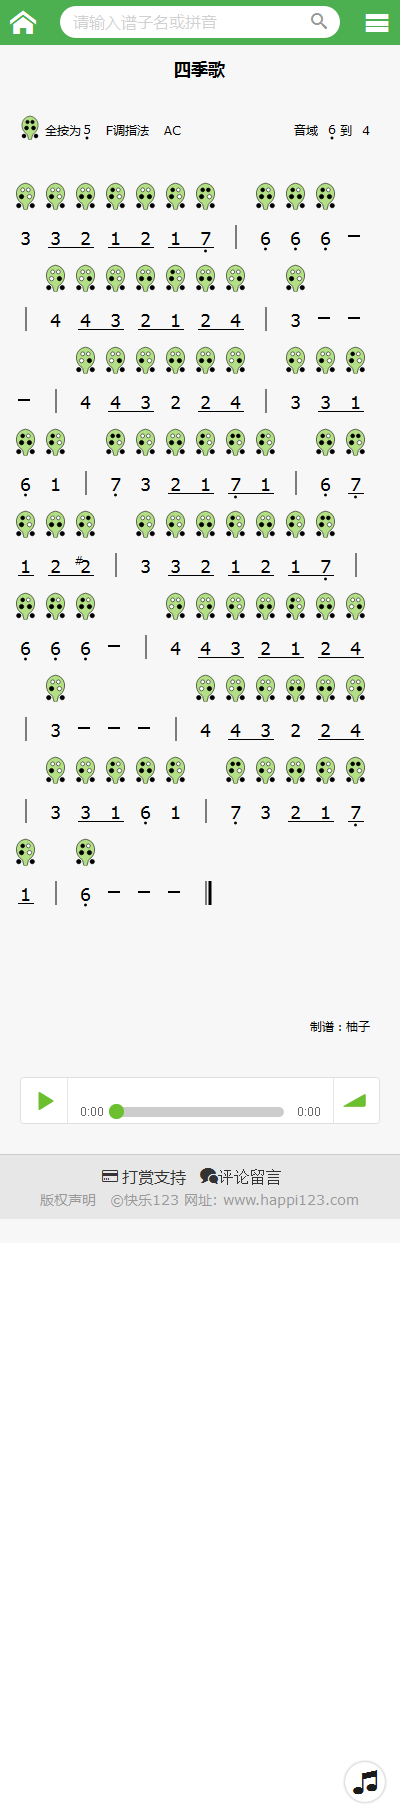 请输入谱子名或拼音
四季歌
全按为5̣ F调指法 AC 音域 6̣ 到 4
3 3 2 1 2 1 7̣ | 6̣ 6̣ 6̣ −
| 4 4 3 2 1 2 4 | 3 − −
− | 4 4 3 2 2 4 | 3 3 1
6̣ 1 | 7̣ 3 2 1 7̣ 1 | 6̣ 7̣
1 2 #2 | 3 3 2 1 2 1 7̣ |
6̣ 6̣ 6̣ − | 4 4 3 2 1 2 4
| 3 − − − | 4 4 3 2 2 4
| 3 3 1 6̣ 1 | 7̣ 3 2 1 7̣
1 | 6̣ − − − ‖
制谱：柚子
0:00 0:00
打赏支持 评论留言
版权声明 ©快乐123 网址: www.happi123.com